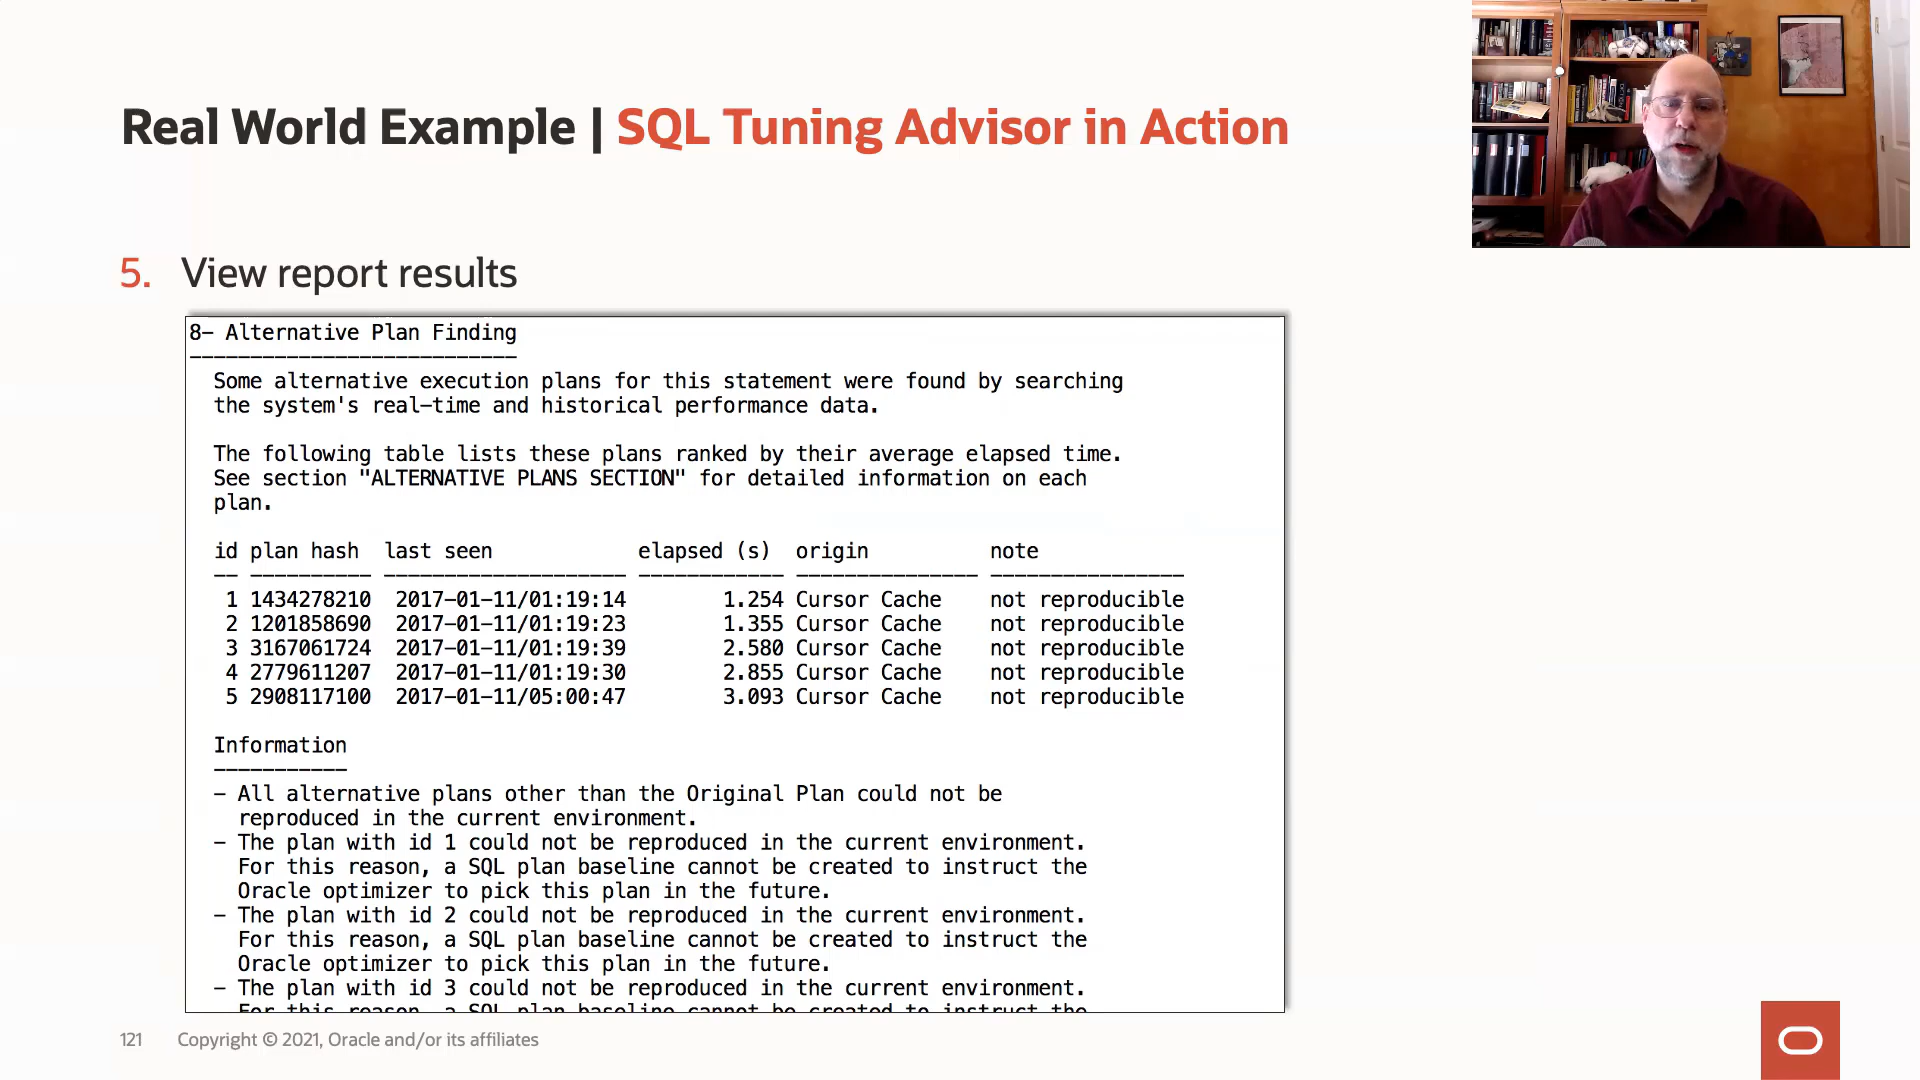 Real World Example | SQL Tuning Advisor in Action
5. View report results
8- Alternative Plan Finding
---------------------------
Some alternative execution plans for this statement were found by searching
the system's real-time and historical performance data.
The following table lists these plans ranked by their average elapsed time.
See section "ALTERNATIVE PLANS SECTION" for detailed information on each
plan.
id plan hash last seen elapsed (s) origin note
-- ---------- -------------------- ------------ --------------- ----------------
1 1434278210 2017-01-11/01:19:14 1.254 Cursor Cache not reproducible
2 1201858690 2017-01-11/01:19:23 1.355 Cursor Cache not reproducible
3 3167061724 2017-01-11/01:19:39 2.580 Cursor Cache not reproducible
4 2779611207 2017-01-11/01:19:30 2.855 Cursor Cache not reproducible
5 2908117100 2017-01-11/05:00:47 3.093 Cursor Cache not reproducible
Information
-----------
- All alternative plans other than the Original Plan could not be
reproduced in the current environment.
- The plan with id 1 could not be reproduced in the current environment.
For this reason, a SQL plan baseline cannot be created to instruct the
Oracle optimizer to pick this plan in the future.
- The plan with id 2 could not be reproduced in the current environment.
For this reason, a SQL plan baseline cannot be created to instruct the
Oracle optimizer to pick this plan in the future.
- The plan with id 3 could not be reproduced in the current environment.
For this reason, a SQL plan baseline cannot be created to instruct the
121 Copyright © 2021, Oracle and/or its affiliates